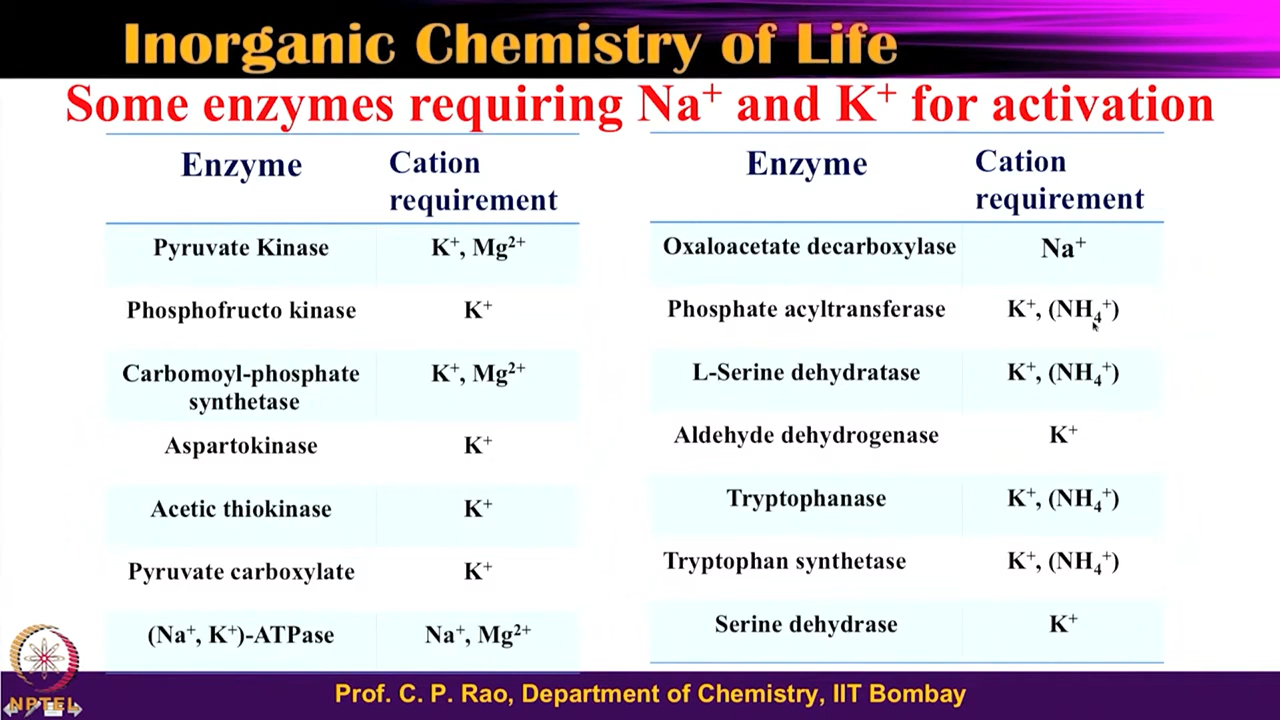 Inorganic Chemistry of Life
Some enzymes requiring Na⁺ and K⁺ for activation
Enzyme
Cation
requirement
Pyruvate Kinase
K⁺, Mg²⁺
Phosphofructo kinase
K⁺
Carbomoyl-phosphate
synthetase
K⁺, Mg²⁺
Aspartokinase
K⁺
Acetic thiokinase
K⁺
Pyruvate carboxylate
K⁺
(Na⁺, K⁺)-ATPase
Na⁺, Mg²⁺
Enzyme
Cation
requirement
Oxaloacetate decarboxylase
Na⁺
Phosphate acyltransferase
K⁺, (NH₄⁺)
L-Serine dehydratase
K⁺, (NH₄⁺)
Aldehyde dehydrogenase
K⁺
Tryptophanase
K⁺, (NH₄⁺)
Tryptophan synthetase
K⁺, (NH₄⁺)
Serine dehydrase
K⁺
NPTEL
Prof. C. P. Rao, Department of Chemistry, IIT Bombay